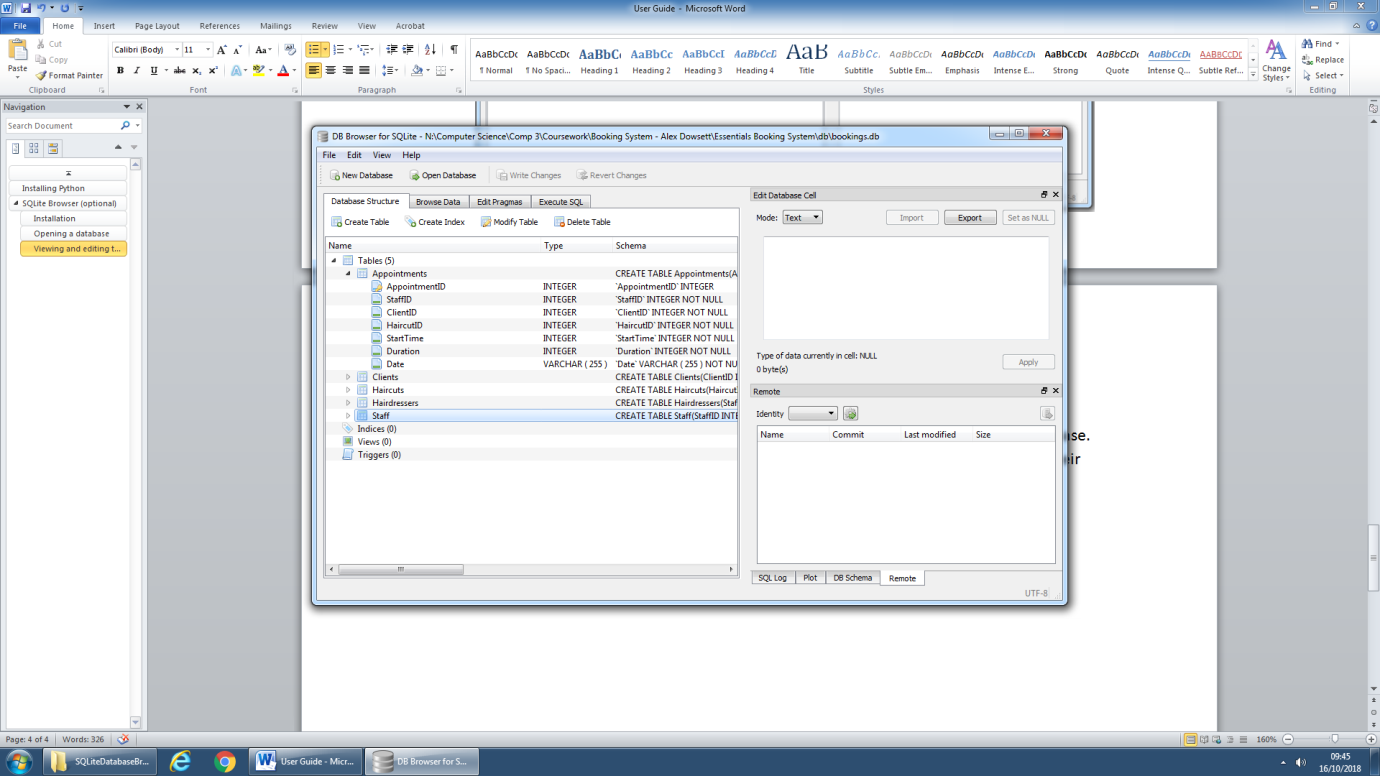 User Guide - Microsoft Word
File Home Insert Page Layout References Mailings Review View Acrobat
Paste
Cut
Copy
Format Painter
Clipboard
Calibri (Body) 11
Font
Paragraph
AaBbCcDc AaBbCcDc AaBbCc AaBbCc AaBbCcI AaBbCcD AaB AaBbCc. AaBbCcDc AaBbCcDc AaBbCcDc AaBbCcDc AaBbCcDc AaBbCcDc AABBCCDC
¶ Normal ¶ No Spaci... Heading 1 Heading 2 Heading 3 Heading 4 Title Subtitle Subtle Em... Emphasis Intense E... Strong Quote Intense Q... Subtle Ref...
Styles
Change Styles
Find
Replace
Select
Editing
Navigation
Search Document
Installing Python
SQLite Browser (optional)
Installation
Opening a database
Viewing and editing t...
DB Browser for SQLite - N:\Computer Science\Comp 3\Coursework\Booking System - Alex Dowsett\Essentials Booking System\db\bookings.db
File Edit View Help
New Database Open Database Write Changes Revert Changes
Database Structure Browse Data Edit Pragmas Execute SQL
Create Table Create Index Modify Table Delete Table
Name Type Schema
Tables (5)
Appointments CREATE TABLE Appointments(A
AppointmentID INTEGER `AppointmentID` INTEGER
StaffID INTEGER `StaffID` INTEGER NOT NULL
ClientID INTEGER `ClientID` INTEGER NOT NULL
HaircutID INTEGER `HaircutID` INTEGER NOT NULL
StartTime INTEGER `StartTime` INTEGER NOT NULL
Duration INTEGER `Duration` INTEGER NOT NULL
Date VARCHAR ( 255 ) `Date` VARCHAR ( 255 ) NOT NU
Clients CREATE TABLE Clients(ClientID I
Haircuts CREATE TABLE Haircuts(Haircut
Hairdressers CREATE TABLE Hairdressers(Staf
Staff CREATE TABLE Staff(StaffID INTE
Indices (0)
Views (0)
Triggers (0)
Edit Database Cell
Mode: Text Import Export Set as NULL
Type of data currently in cell: NULL
0 byte(s)
Apply
Remote
Identity
Name Commit Last modified Size
SQL Log Plot DB Schema Remote
UTF-8
se.
eir
Page: 4 of 4 Words: 326 160%
SQLiteDatabaseBr... User Guide - Micr... DB Browser for S...
09:45
16/10/2018